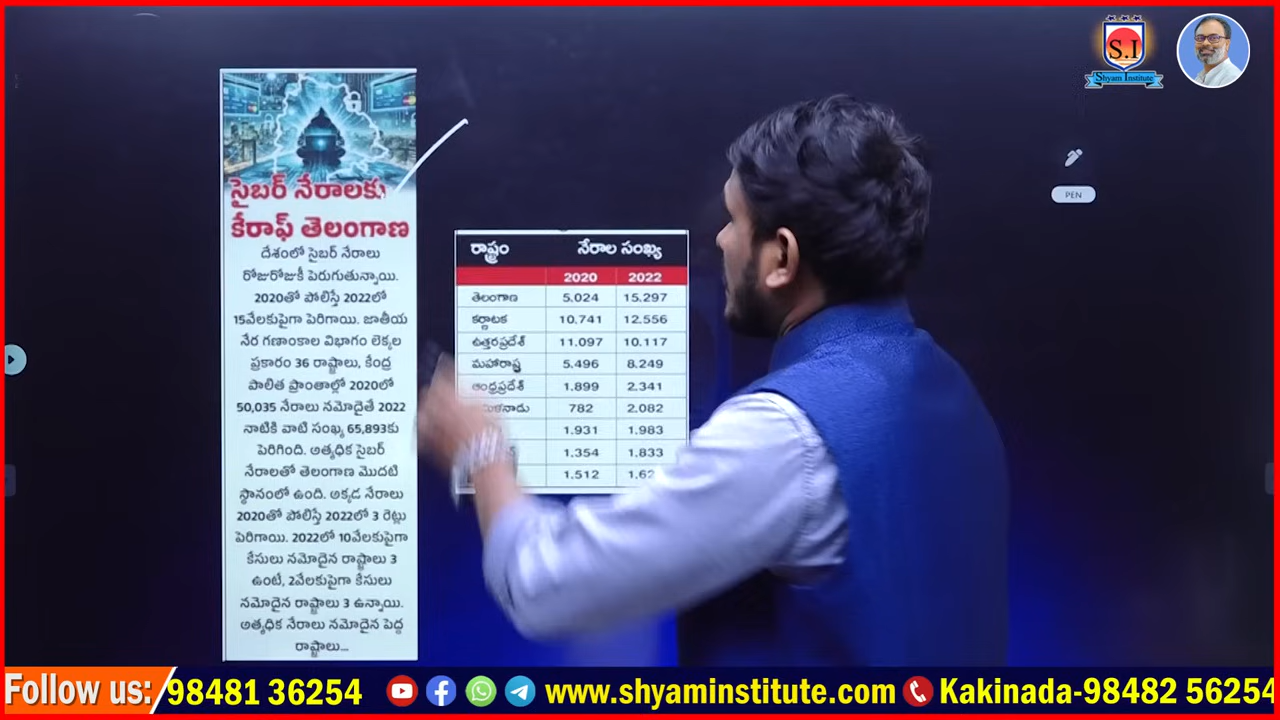 S.I
Shyam Institute
PEN
సైబర్ నేరాలకు
కేరాఫ్ తెలంగాణ
దేశంలో సైబర్ నేరాలు
రోజురోజుకీ పెరుగుతున్నాయి.
2020తో పోలిస్తే 2022లో
15వేలకుపైగా పెరిగాయి. జాతీయ
నేర గణాంకాల విభాగం లెక్కల
ప్రకారం 36 రాష్ట్రాలు, కేంద్ర
పాలిత ప్రాంతాల్లో 2020లో
50,035 నేరాలు నమోదైతే 2022
నాటికి వాటి సంఖ్య 65,893కు
పెరిగింది. అత్యధిక సైబర్
నేరాలతో తెలంగాణ మొదటి
స్థానంలో ఉంది. అక్కడ నేరాలు
2020తో పోలిస్తే 2022లో 3 రెట్లు
పెరిగాయి. 2022లో 10వేలకుపైగా
కేసులు నమోదైన రాష్ట్రాలు 3
ఉంటే, 2వేలకుపైగా కేసులు
నమోదైన రాష్ట్రాలు 3 ఉన్నాయి.
అత్యధిక నేరాలు నమోదైన పెద్ద
రాష్ట్రాలు...
రాష్ట్రం నేరాల సంఖ్య
2020 2022
తెలంగాణ 5.024 15.297
కర్ణాటక 10.741 12.556
ఉత్తరప్రదేశ్ 11.097 10.117
మహారాష్ట్ర 5.496 8.249
ఆంధ్రప్రదేశ్ 1.899 2.341
782 2.082
1.931 1.983
1.354 1.833
1.512
Follow us: 98481 36254 www.shyaminstitute.com Kakinada-98482 56254